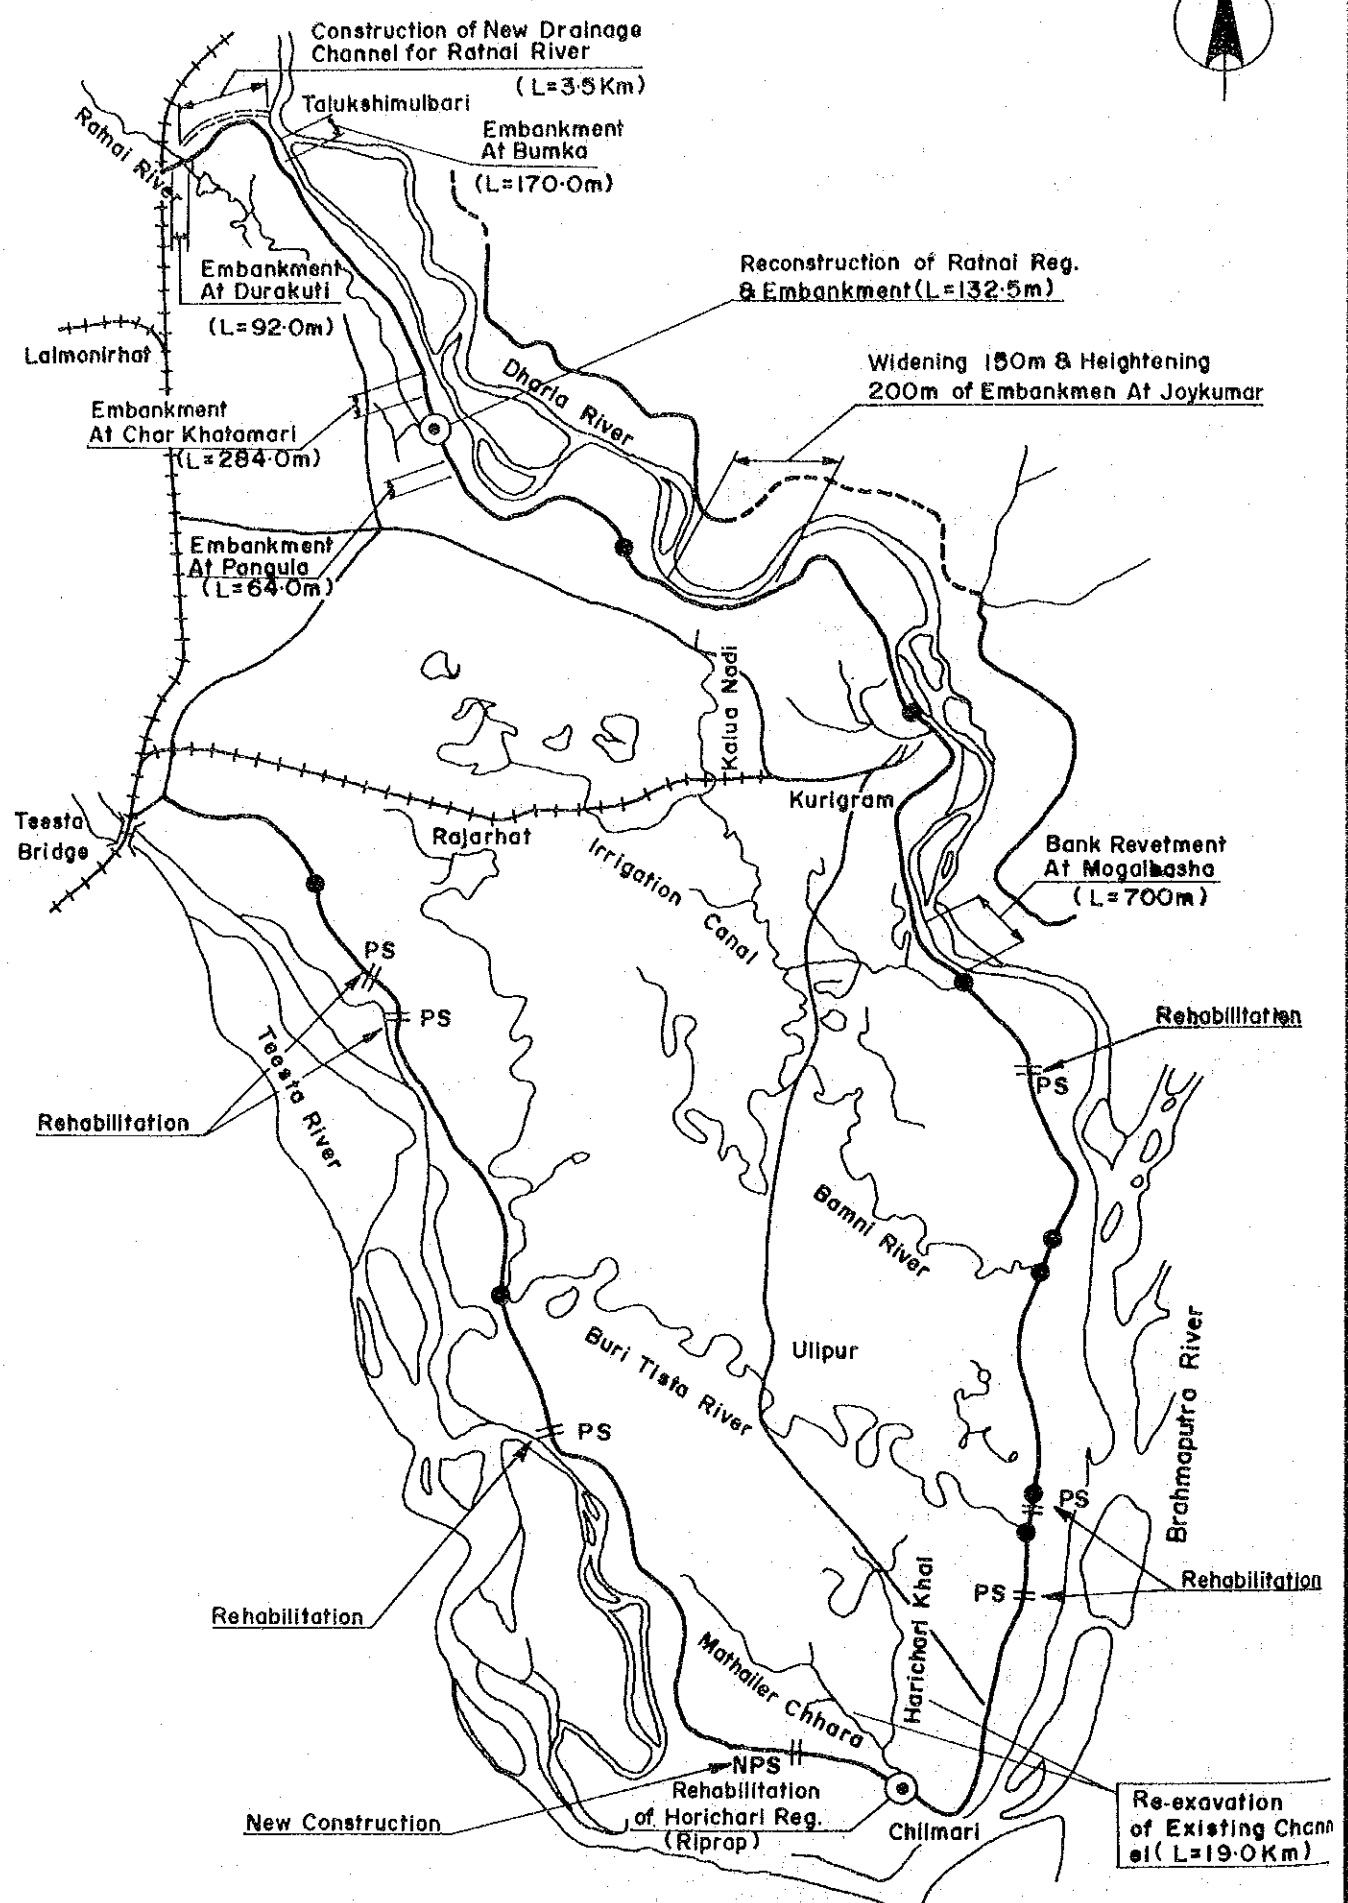 Construction of New Drainage
Channel for Ratnai River
(L=3·5Km)
Talukshimulbari
Ratnai River
Embankment
At Bumka
(L=170·0m)
Embankment
At Durakuti
(L=92·0m)
Reconstruction of Ratnai Reg.
& Embankment(L=132·5m)
Lalmonirhat
Dharla River
Widening 150m & Heightening
200m of Embankmen At Joykumar
Embankment
At Char Khatamari
(L=284·0m)
Embankment
At Pangula
(L=64·0m)
Kalua Nadi
Kurigram
Teesta
Bridge
Rajarhat
Irrigation Canal
Bank Revetment
At Mogalbasha
(L=700m)
PS
PS
Rehabilitation
PS
Teesta River
Rehabilitation
Bamni River
Buri Tista River
Ulipur
Brahmaputra River
PS
PS
Rehabilitation
PS
Rehabilitation
Harichari Khal
Mathailer Chhara
NPS
Rehabilitation
of Horichari Reg.
(Riprap)
New Construction
Chilmari
Re-exavation
of Existing Chann
el( L=19·0Km)